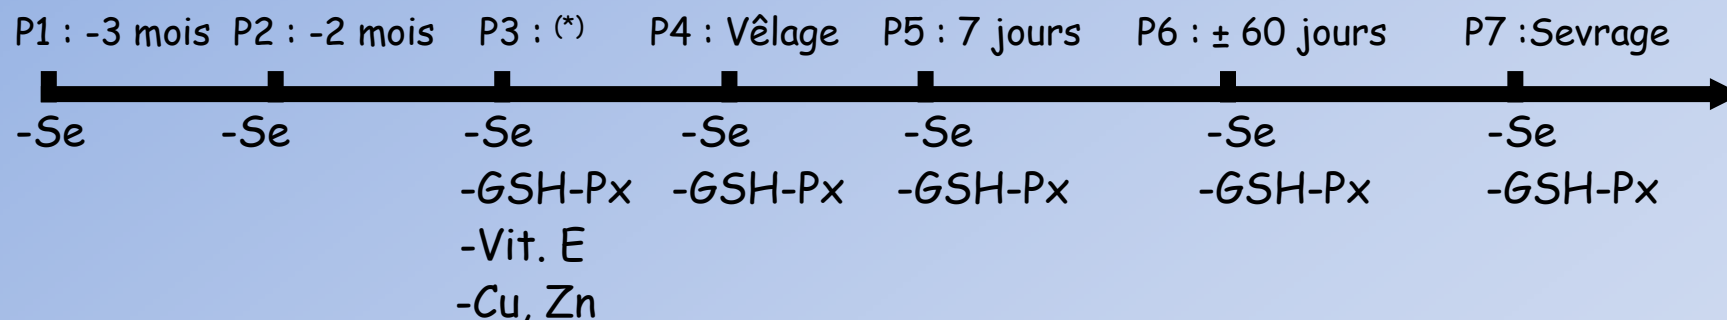 P1 : -3 mois P2 : -2 mois P3 : (*) P4 : Vêlage P5 : 7 jours P6 : ± 60 jours P7 :Sevrage
-Se -Se -Se -Se -Se -Se -Se
-GSH-Px -GSH-Px -GSH-Px -GSH-Px -GSH-Px
-Vit. E
-Cu, Zn